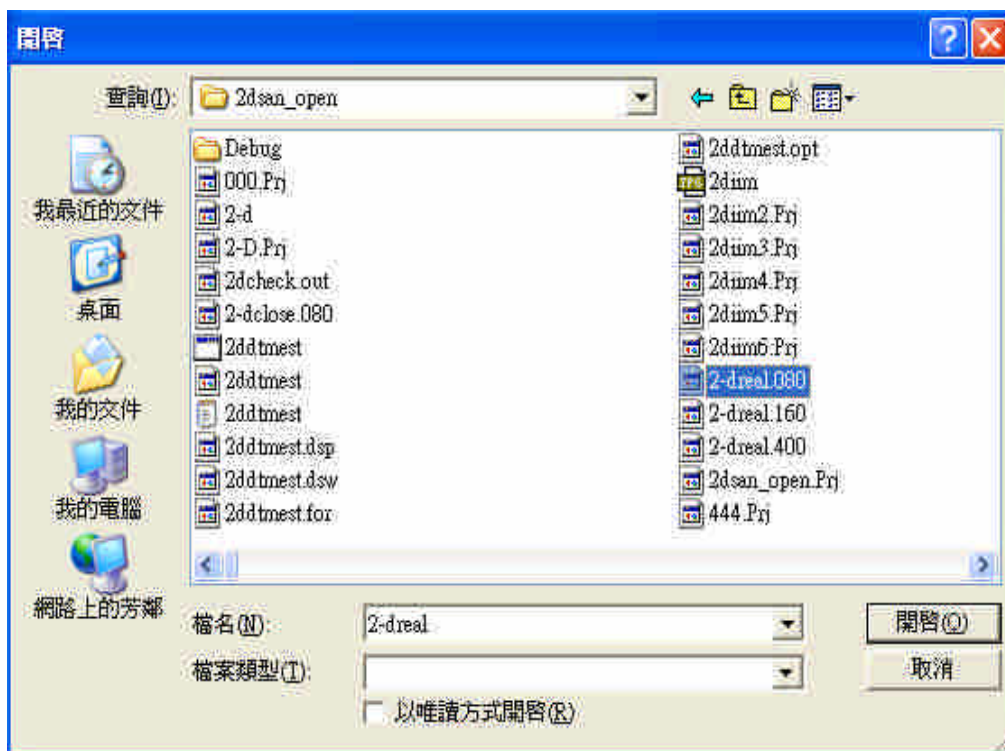 開啓
查詢(I):
2dsan_open
我最近的文件
桌面
我的文件
我的電腦
網路上的芳鄰
Debug
000.Prj
2-d
2-D.Prj
2dcheck.out
2-dclose.080
2ddtmest
2ddtmest
2ddtmest
2ddtmest.dsp
2ddtmest.dsw
2ddtmest.for
2ddtmest.opt
2diim
2diim2.Prj
2diim3.Prj
2diim4.Prj
2diim5.Prj
2diim6.Prj
2-dreal.080
2-dreal.160
2-dreal.400
2dsan_open.Prj
444.Prj
檔名(N):
2-dreal
開啓(O)
檔案類型(T):
取消
以唯讀方式開啓(R)